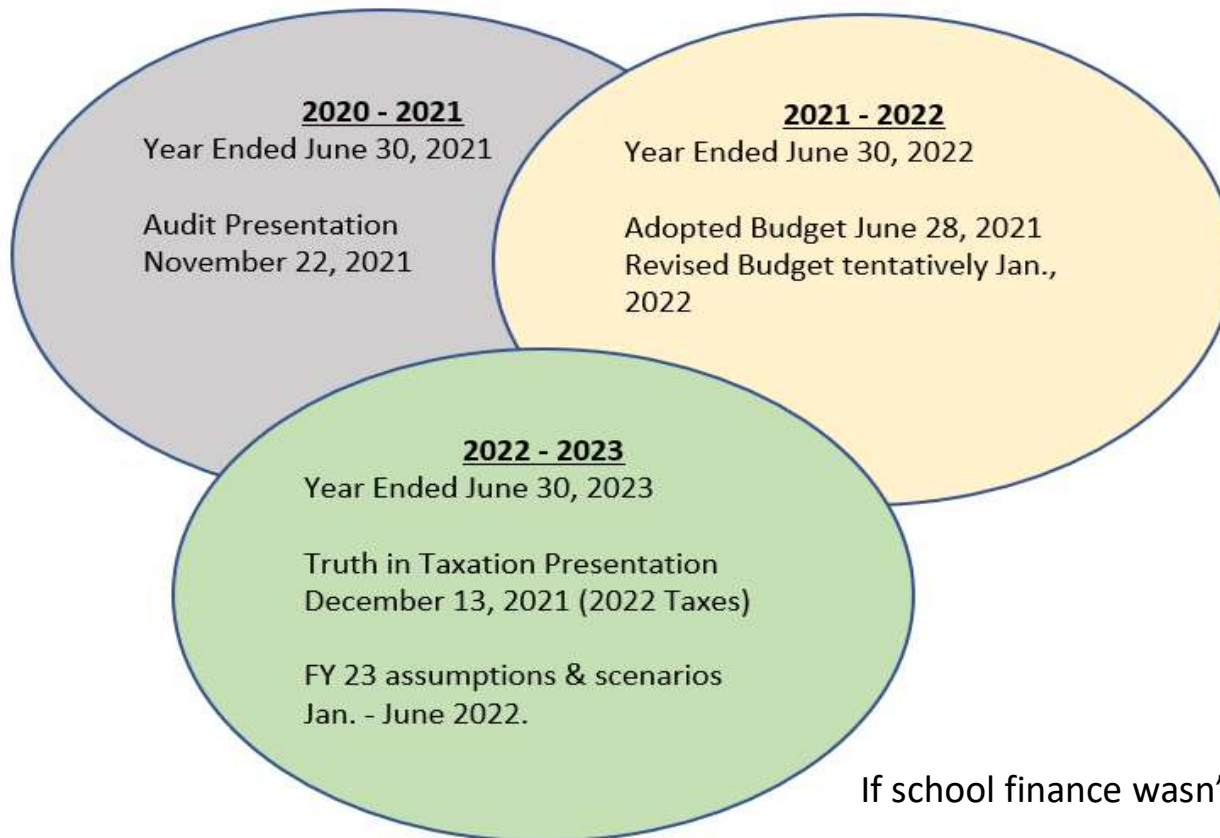 2020 - 2021
Year Ended June 30, 2021
Audit Presentation
November 22, 2021
2021 - 2022
Year Ended June 30, 2022
Adopted Budget June 28, 2021
Revised Budget tentatively Jan.,
2022
2022 - 2023
Year Ended June 30, 2023
Truth in Taxation Presentation
December 13, 2021 (2022 Taxes)
FY 23 assumptions & scenarios
Jan. - June 2022.
If school finance wasn'